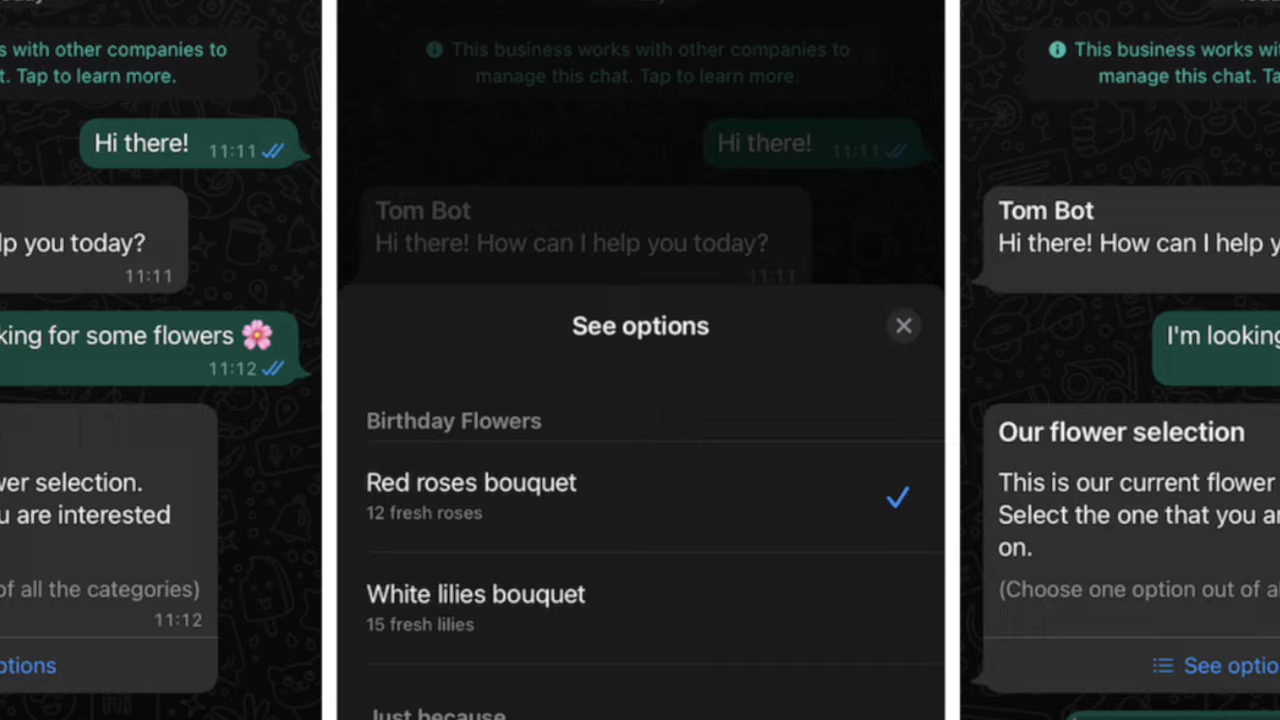 s with other companies to
t. Tap to learn more.
Hi there! 11:11
lp you today?
11:11
king for some flowers 🌸
11:12
ver selection.
u are interested
of all the categories)
11:12
ptions
This business works with other companies to
manage this chat. Tap to learn more.
Hi there! 11:11
Tom Bot
Hi there! How can I help you today?
11:11
See options
Birthday Flowers
Red roses bouquet
12 fresh roses
White lilies bouquet
15 fresh lilies
Just because
This business works wi
manage this chat. Ta
Tom Bot
Hi there! How can I help y
I'm looking
Our flower selection
This is our current flower
Select the one that you ar
on.
(Choose one option out of a
See optio